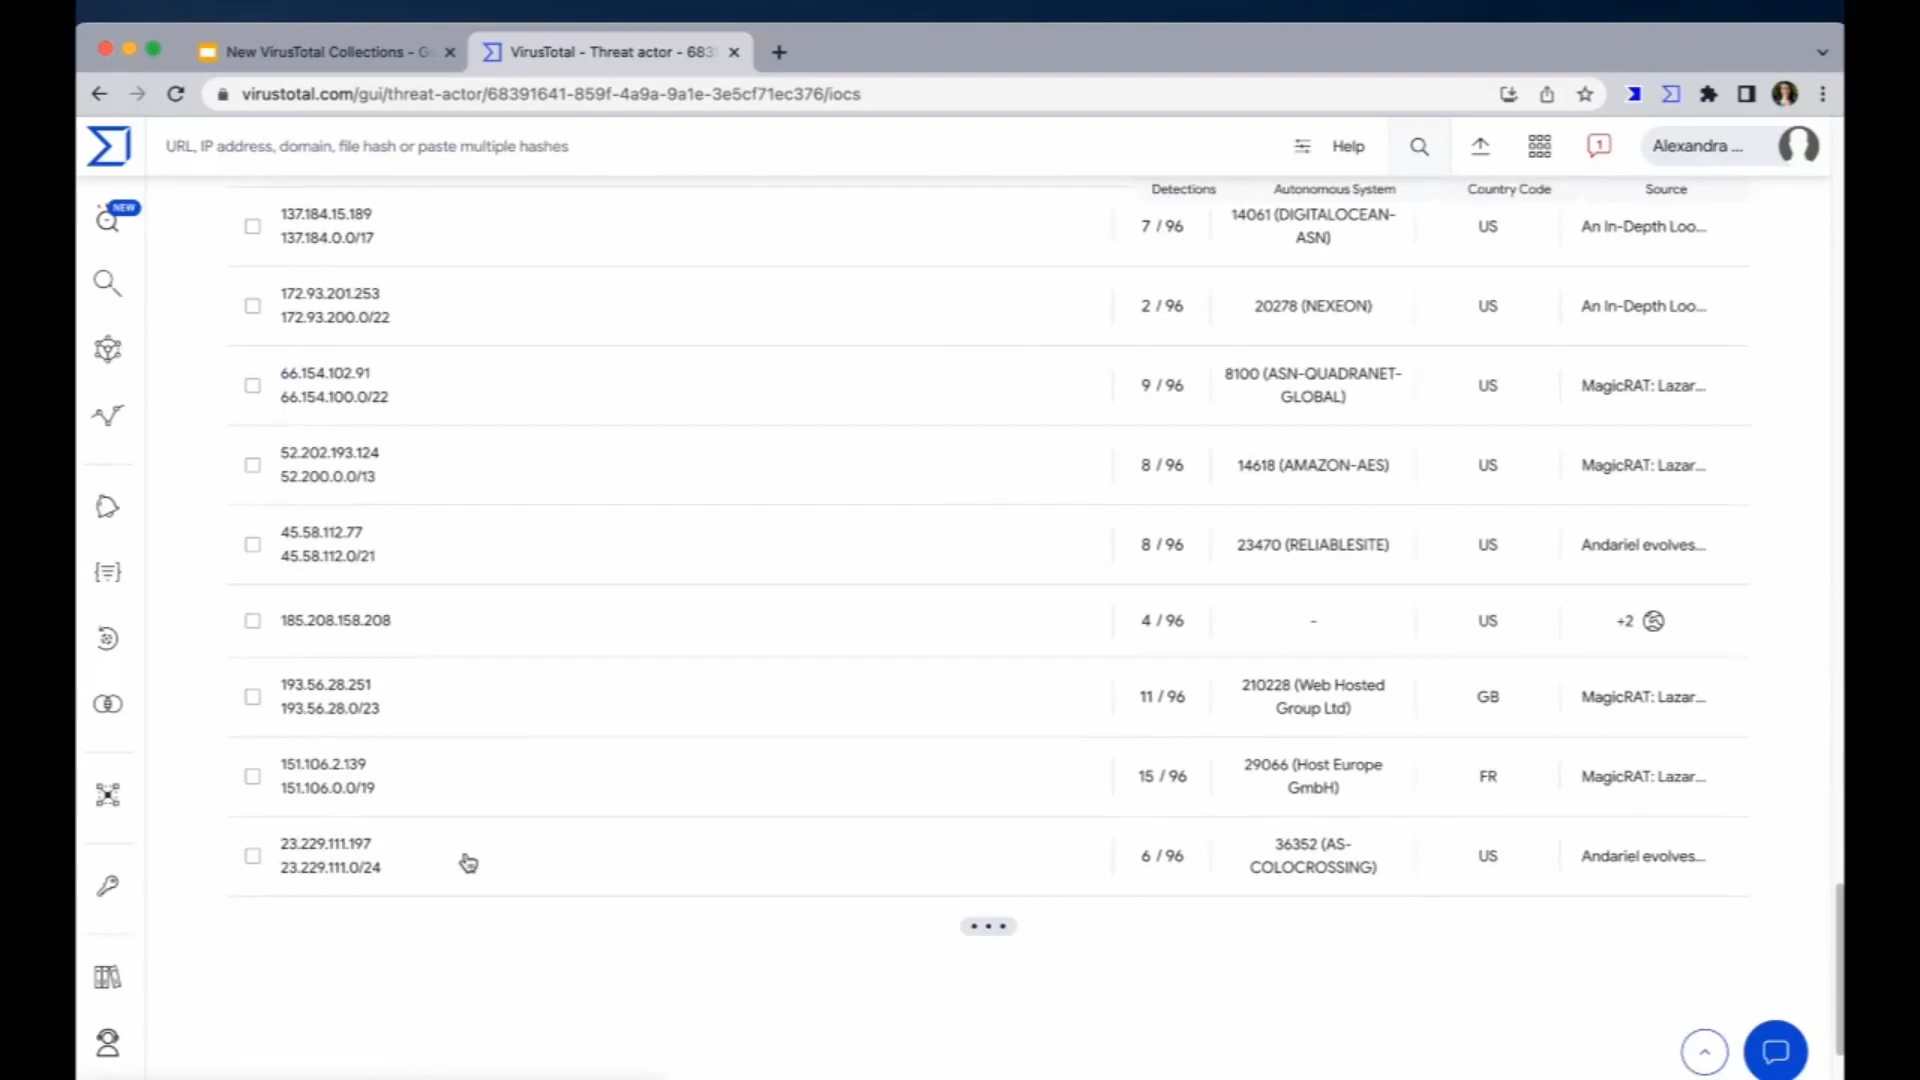 New VirusTotal Collections - G
VirusTotal - Threat actor - 683
virustotal.com/gui/threat-actor/68391641-859f-4a9a-9a1e-3e5cf71ec376/iocs
URL, IP address, domain, file hash or paste multiple hashes
Help
1
Alexandra ...
NEW
Detections
Autonomous System
Country Code
Source
137.184.15.189
137.184.0.0/17
7 / 96
14061 (DIGITALOCEAN-
ASN)
US
An In-Depth Loo...
172.93.201.253
172.93.200.0/22
2 / 96
20278 (NEXEON)
US
An In-Depth Loo...
66.154.102.91
66.154.100.0/22
9 / 96
8100 (ASN-QUADRANET-
GLOBAL)
US
MagicRAT: Lazar...
52.202.193.124
52.200.0.0/13
8 / 96
14618 (AMAZON-AES)
US
MagicRAT: Lazar...
45.58.112.77
45.58.112.0/21
8 / 96
23470 (RELIABLESITE)
US
Andariel evolves...
185.208.158.208
4 / 96
-
US
+2
193.56.28.251
193.56.28.0/23
11 / 96
210228 (Web Hosted
Group Ltd)
GB
MagicRAT: Lazar...
151.106.2.139
151.106.0.0/19
15 / 96
29066 (Host Europe
GmbH)
FR
MagicRAT: Lazar...
23.229.111.197
23.229.111.0/24
6 / 96
36352 (AS-
COLOCROSSING)
US
Andariel evolves...